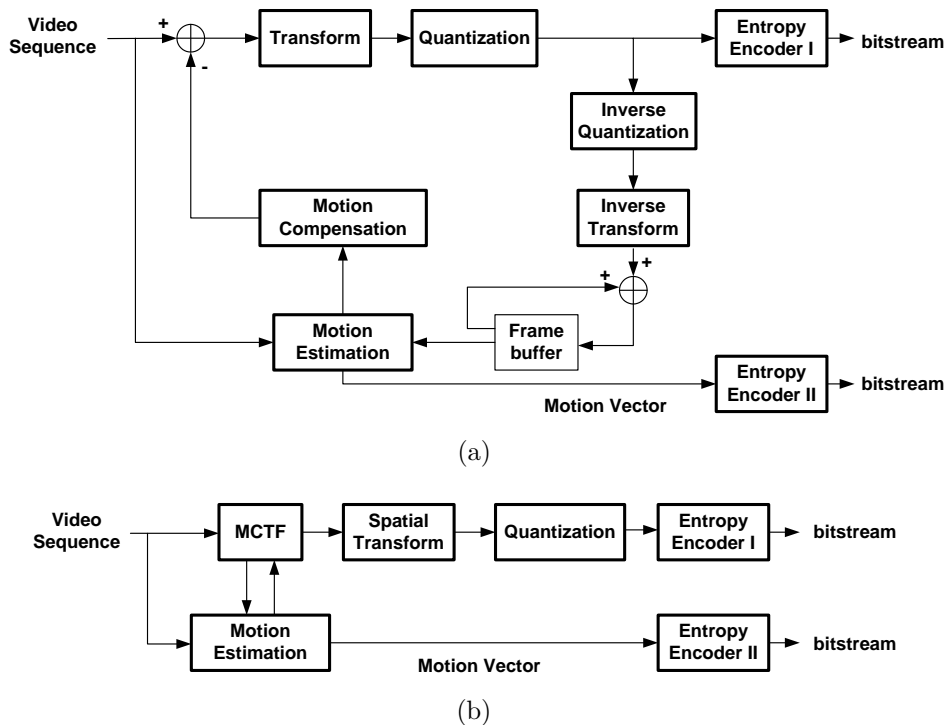 Video
Sequence
+
-
Transform
Quantization
Entropy
Encoder I
bitstream
Inverse
Quantization
Motion
Compensation
Inverse
Transform
+
+
Motion
Estimation
Frame
buffer
Entropy
Encoder II
bitstream
Motion Vector
(a)
Video
Sequence
MCTF
Spatial
Transform
Quantization
Entropy
Encoder I
bitstream
Motion
Estimation
Entropy
Encoder II
bitstream
Motion Vector
(b)